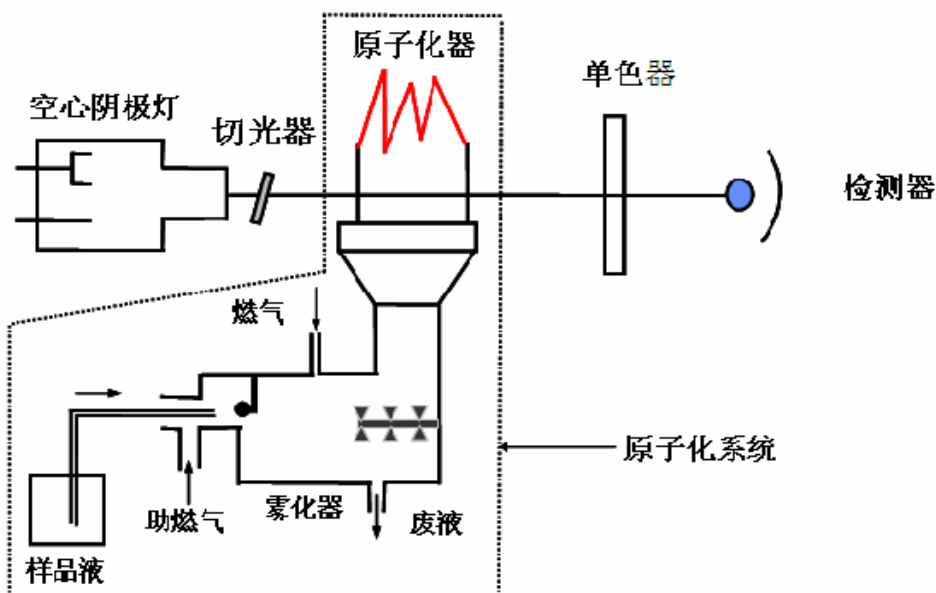 原子化器
单色器
空心阴极灯
切光器
检测器
燃气
原子化系统
雾化器
助燃气
废液
样品液